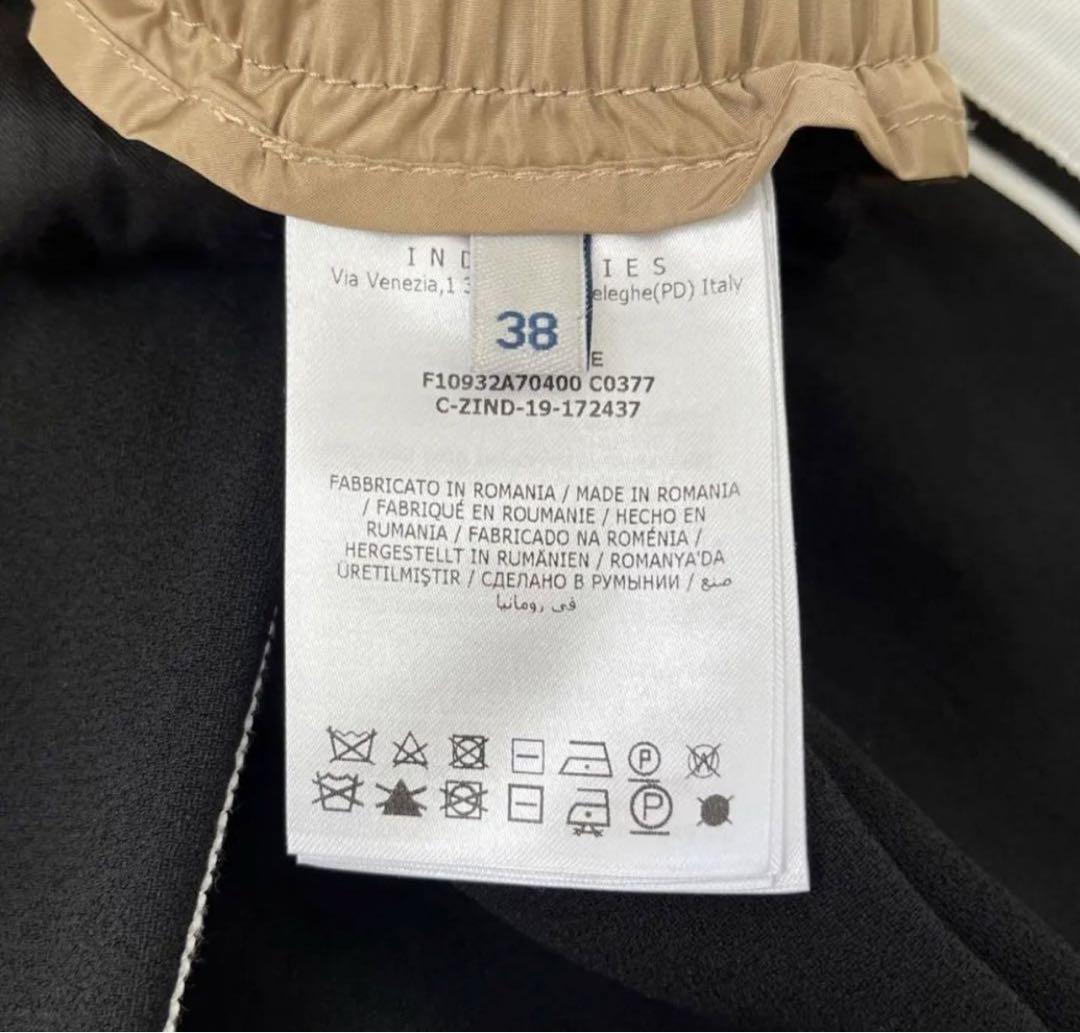 IND IES
Via Venezia,1 eleghe(PD) Italy
38
E
F10932A70400 C0377
C-ZIND-19-172437
FABBRICATO IN ROMANIA / MADE IN ROMANIA
/ FABRIQUÉ EN ROUMANIE / HECHO EN
RUMANIA / FABRICADO NA ROMÉNIA /
HERGESTELLT IN RUMÄNIEN / ROMANYA'DA
ÜRETILMIŞTIR / СДЕЛАНО В РУМЫНИИ / صنع
في رومانيا
P W
P